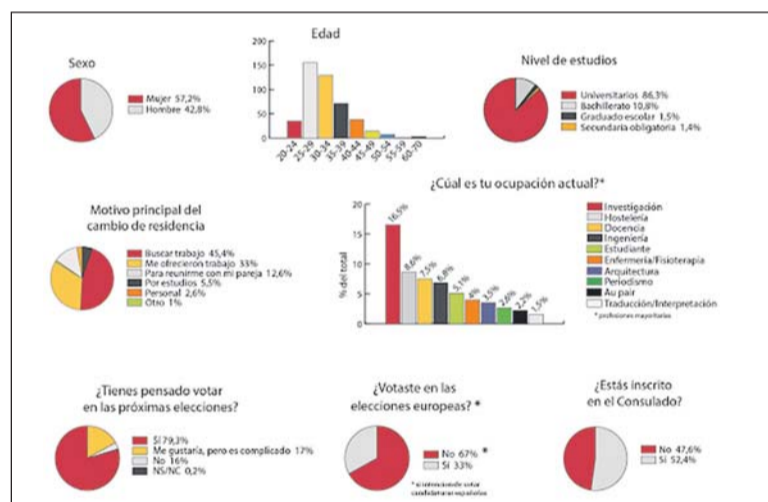 Sexo
Mujer 57,2%
Hombre 42,8%
Edad
200
150
100
50
0
20-24
25-29
30-34
35-39
40-44
45-49
50-54
55-59
60-70
Nivel de estudios
Universitarios 86,3%
Bachillerato 10,8%
Graduado escolar 1,5%
Secundaria obligatoria 1,4%
Motivo principal del
cambio de residencia
Buscar trabajo 45,4%
Me ofrecieron trabajo 33%
Para reunirme con mi pareja 12,6%
Por estudios 5,5%
Personal 2,6%
Otro 1%
¿Cúal es tu ocupación actual?*
% del total
20
15
10
5
0
16,5%
8,6%
7,5%
6,8%
5,1%
4%
3,5%
2,6%
2,2%
1,5%
Investigación
Hostelería
Docencia
Ingeniería
Estudiante
Enfermería/Fisioterapia
Arquitectura
Periodismo
Au pair
Traducción/Interpretación
* profesiones mayoritarias
¿Tienes pensado votar
en las próximas elecciones?
Sí 79,3%
Me gustaría, pero es complicado 17%
No 16%
NS/NC 0,2%
¿Votaste en las
elecciones europeas? *
No 67% *
Sí 33%
* si intención de votar
candidaturas españolas
¿Estás inscrito
en el Consulado?
No 47,6%
Sí 52,4%